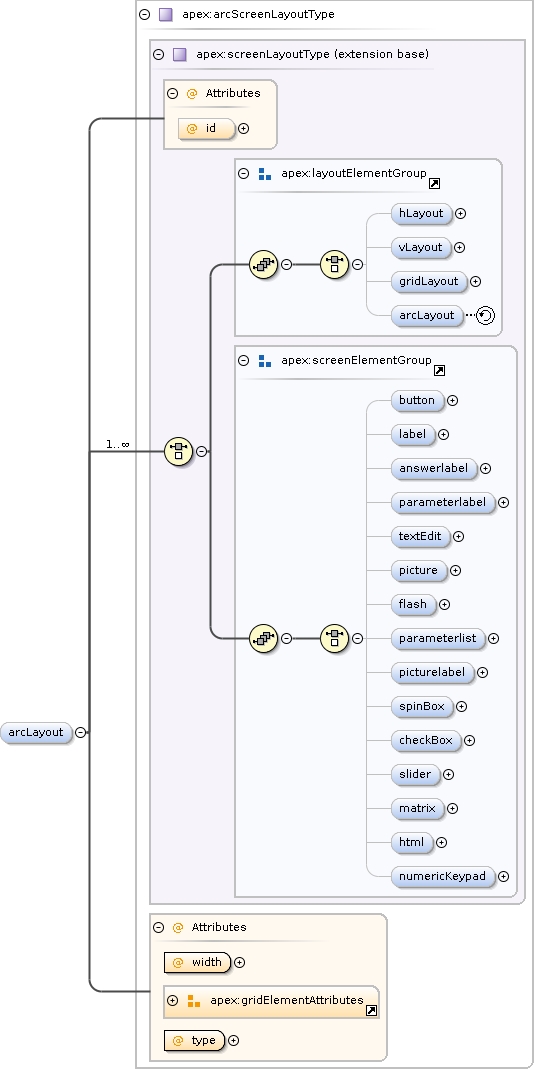 apex:arcScreenLayoutType
apex:screenLayoutType (extension base)
@ Attributes
@ id
apex:layoutElementGroup
hLayout
vLayout
gridLayout
arcLayout
apex:screenElementGroup
button
label
answerlabel
1..∞
parameterlabel
textEdit
picture
flash
parameterlist
picturelabel
spinBox
arcLayout
checkBox
slider
matrix
html
numericKeypad
@ Attributes
@ width
apex:gridElementAttributes
@ type